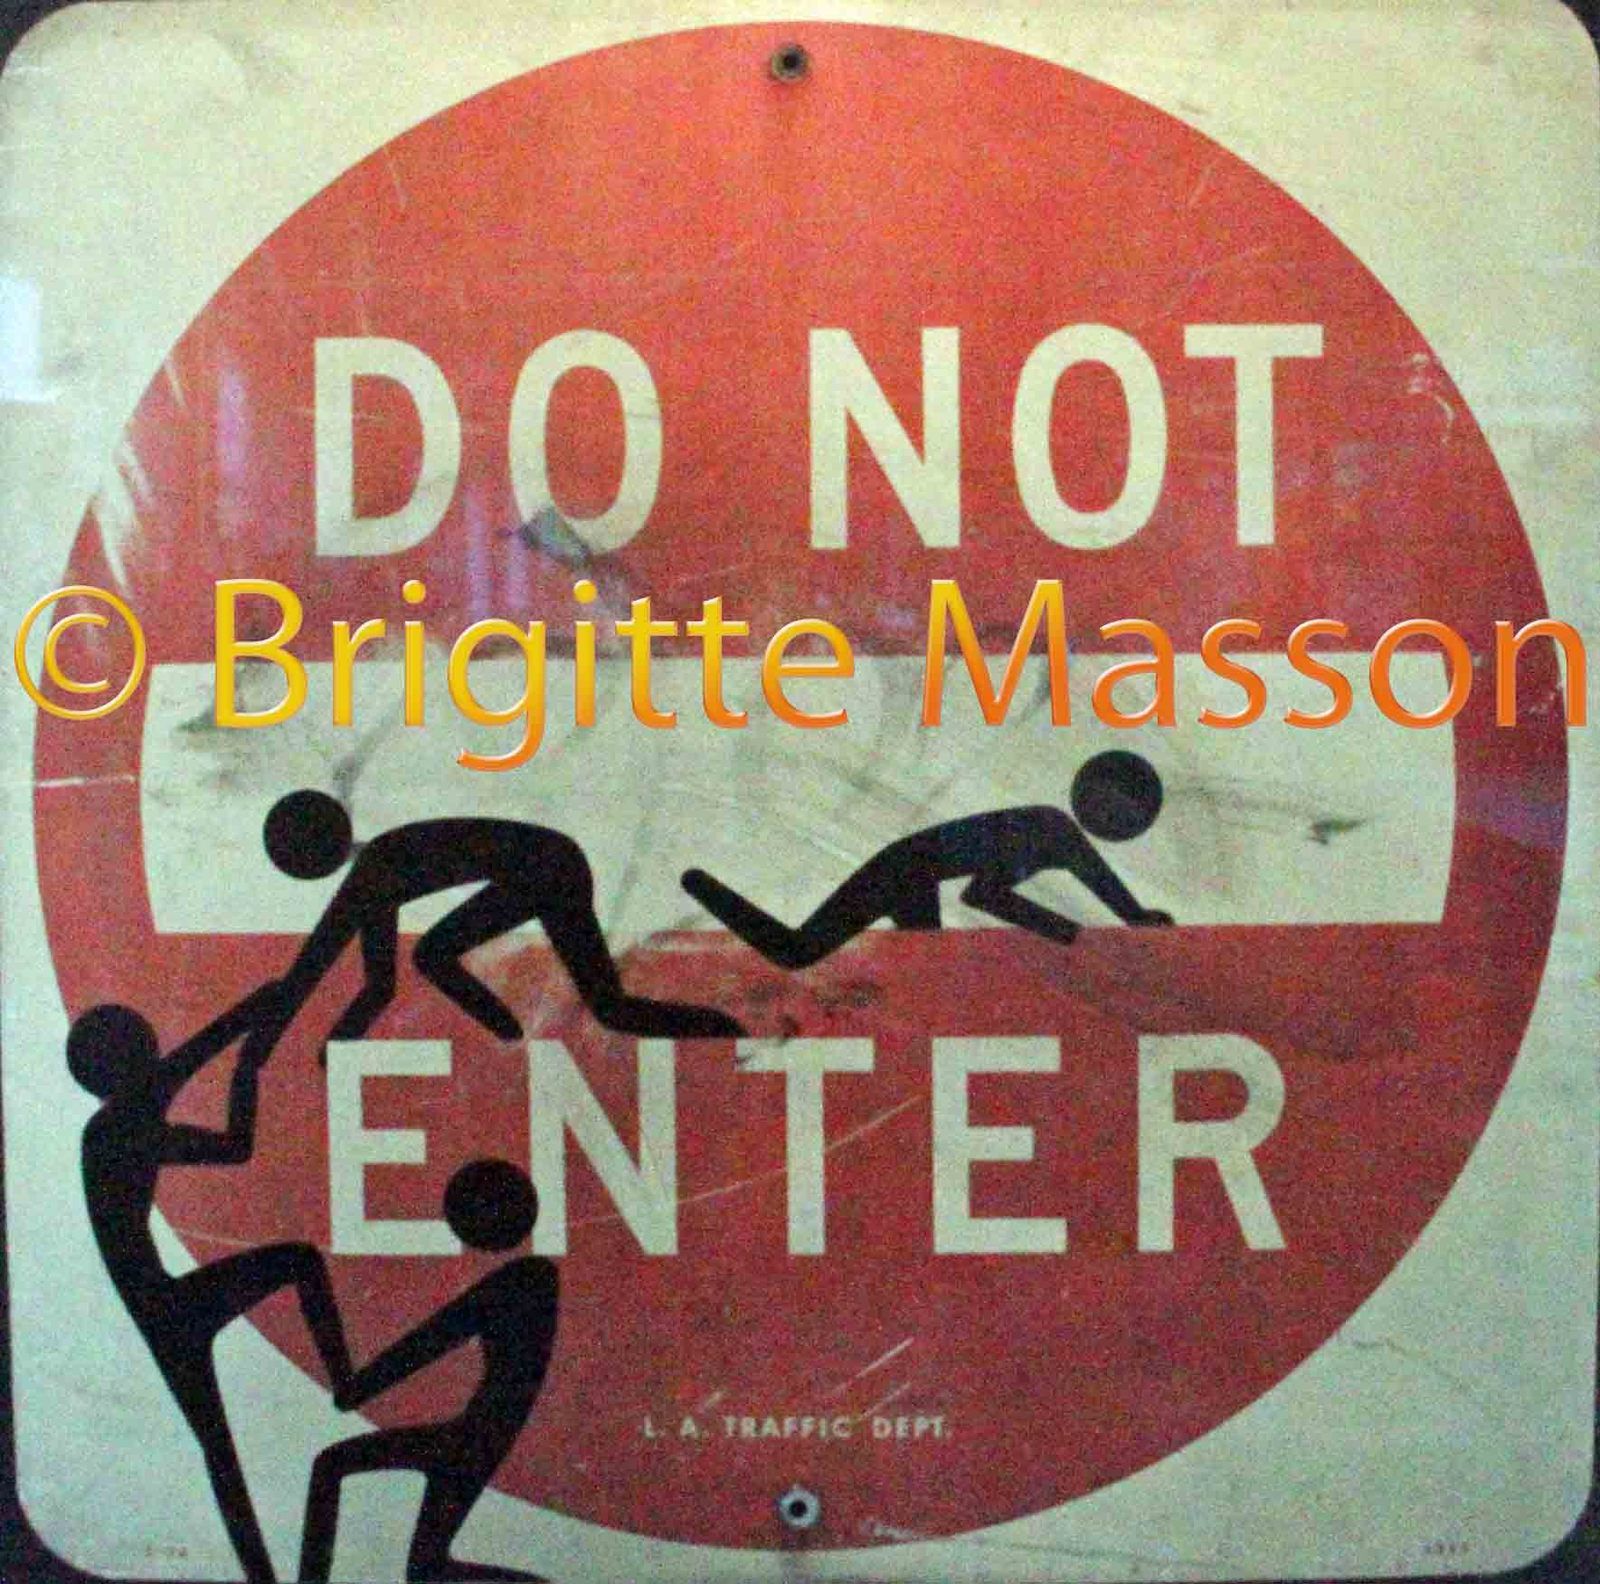 DO NOT
© Brigitte Masson
ENTER
L. A. TRAFFIC DEPT.